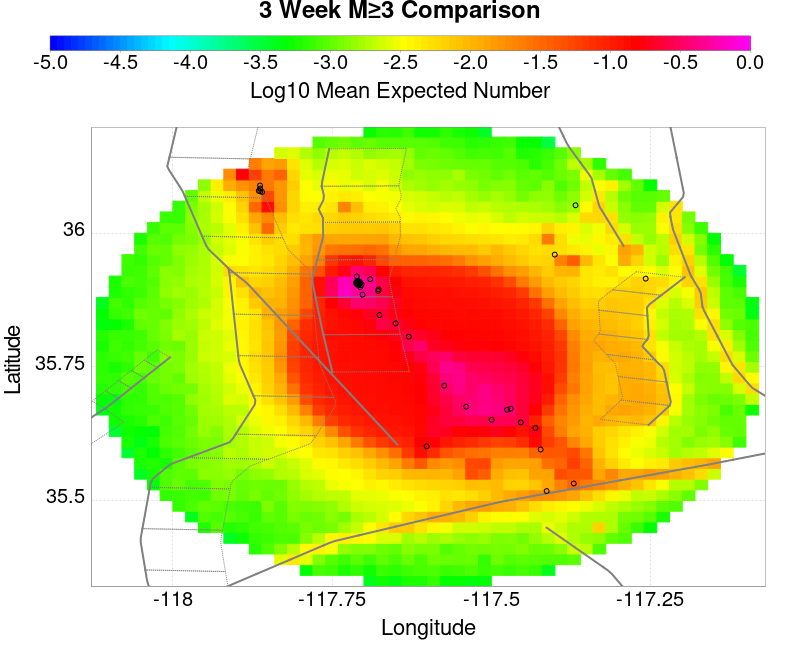 3 Week M≥3 Comparison
-5.0 -4.5 -4.0 -3.5 -3.0 -2.5 -2.0 -1.5 -1.0 -0.5 0.0
Log10 Mean Expected Number
36
35.75
35.5
Latitude
-118 -117.75 -117.5 -117.25
Longitude